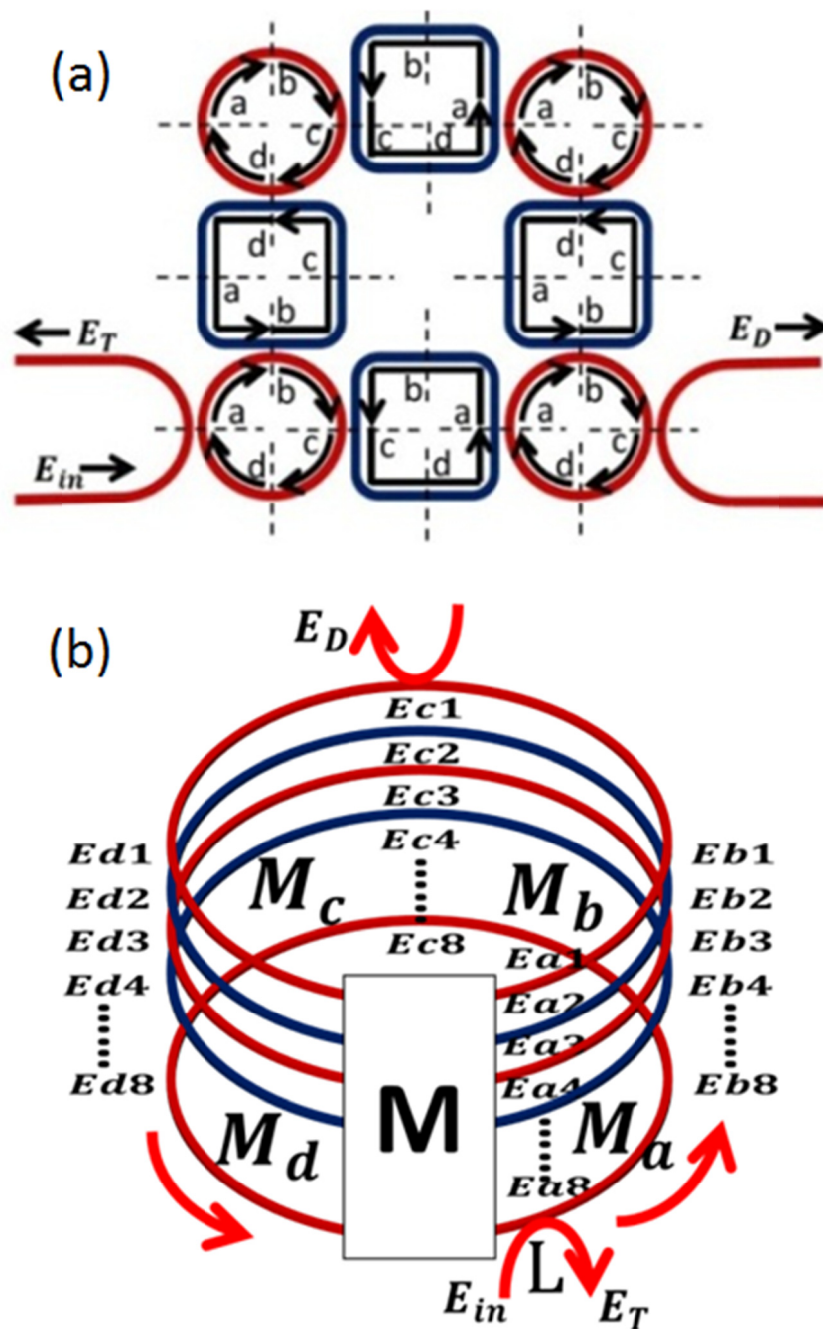 (a)
b b b
a c a c d a c
d d
d d
a c a c
b b
E_T E_D
b b b
a c a c d a c
d d
E_in
(b)
E_D
Ec1
Ec2
Ec3
Ed1 Ec4 Eb1
Ed2 M_c M_b Eb2
Ed3 Ec8 Ea1 Eb3
Ed4 Ea2 Eb4
Ea3
Ed8 Ea4 Eb8
M_d M M_a
Ea8
E_in L E_T